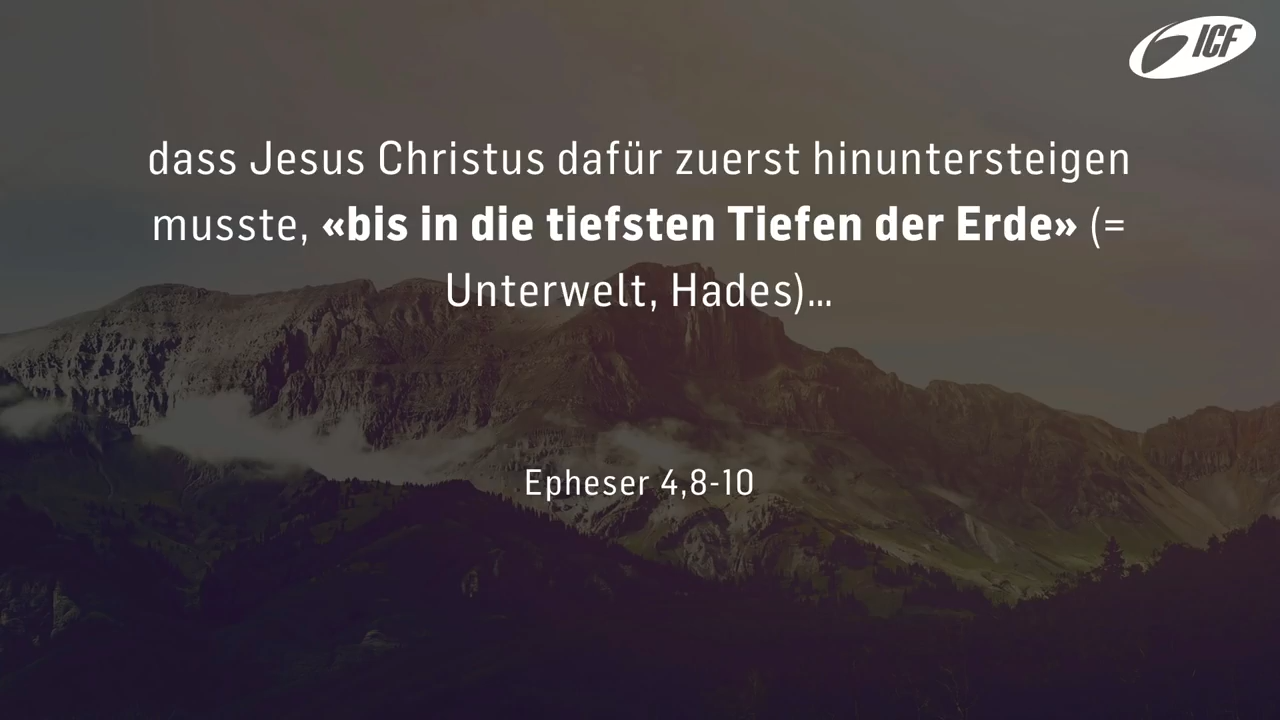 ICF
dass Jesus Christus dafür zuerst hinuntersteigen
musste, «bis in die tiefsten Tiefen der Erde» (=
Unterwelt, Hades)…
Epheser 4,8-10